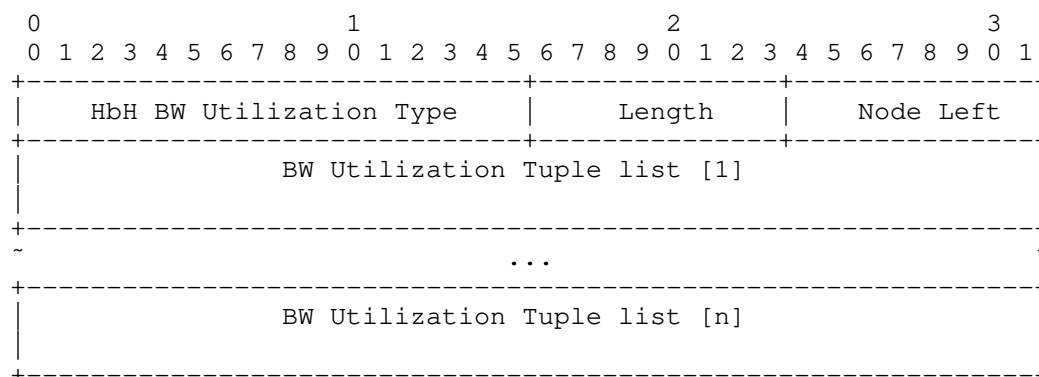 0                   1                   2                   3
0 1 2 3 4 5 6 7 8 9 0 1 2 3 4 5 6 7 8 9 0 1 2 3 4 5 6 7 8 9 0 1
+-------------------------------+---------------+---------------
|    HbH BW Utilization Type    |     Length    |    Node Left
+-------------------------------+---------------+---------------
|                BW Utilization Tuple list [1]
|
+---------------------------------------------------------------
~                              ...                              ~
+---------------------------------------------------------------
|                BW Utilization Tuple list [n]
|
+---------------------------------------------------------------